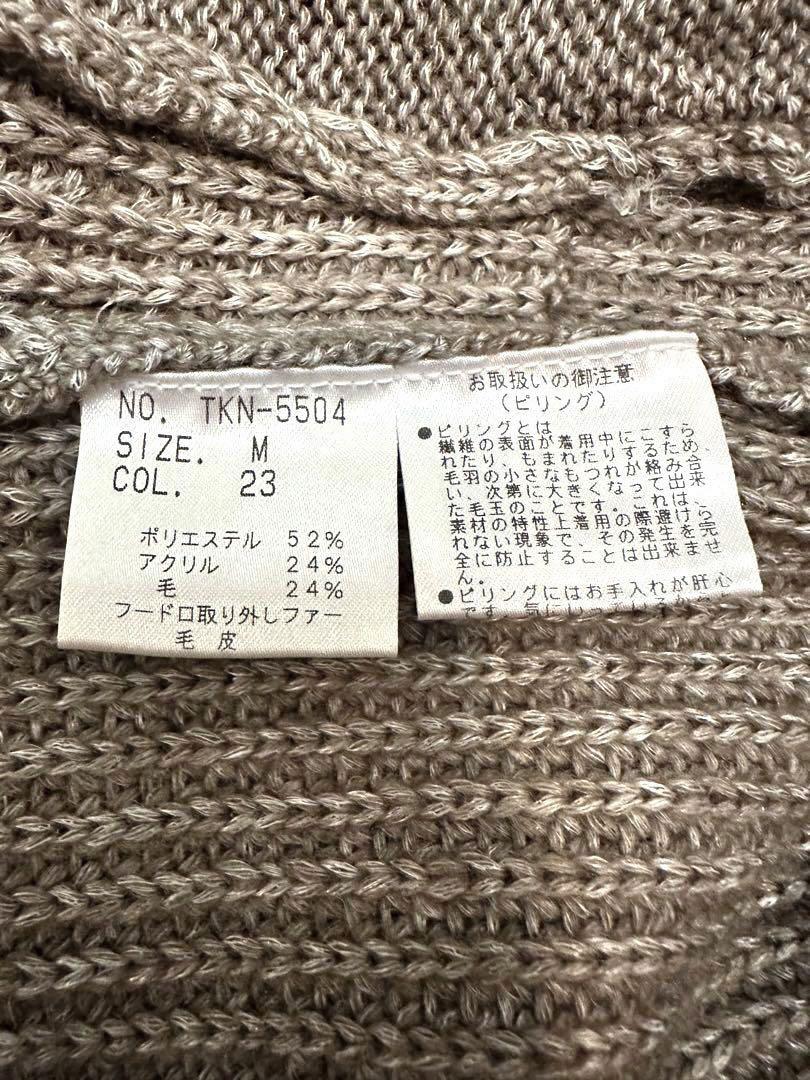 NO. TKN-5504
SIZE. M
COL. 23
ポリエステル 52%
アクリル 24%
毛 24%
フード口取り外しファー
毛 皮
お取扱いの御注意
(ピリング)
●ピリングとは
繊維の表面が着用中にこすら
れたり、もまれたりするため、
毛羽の小さなもつれが絡み合
い、次第に大きくなって出来
た毛玉のことです。これは、
素材の特性上着用の際避けら
れない現象で、その発生を完
全に防止することは出来ませ
ん。
●ピリングにはお手入れが肝心
です。気にいっ